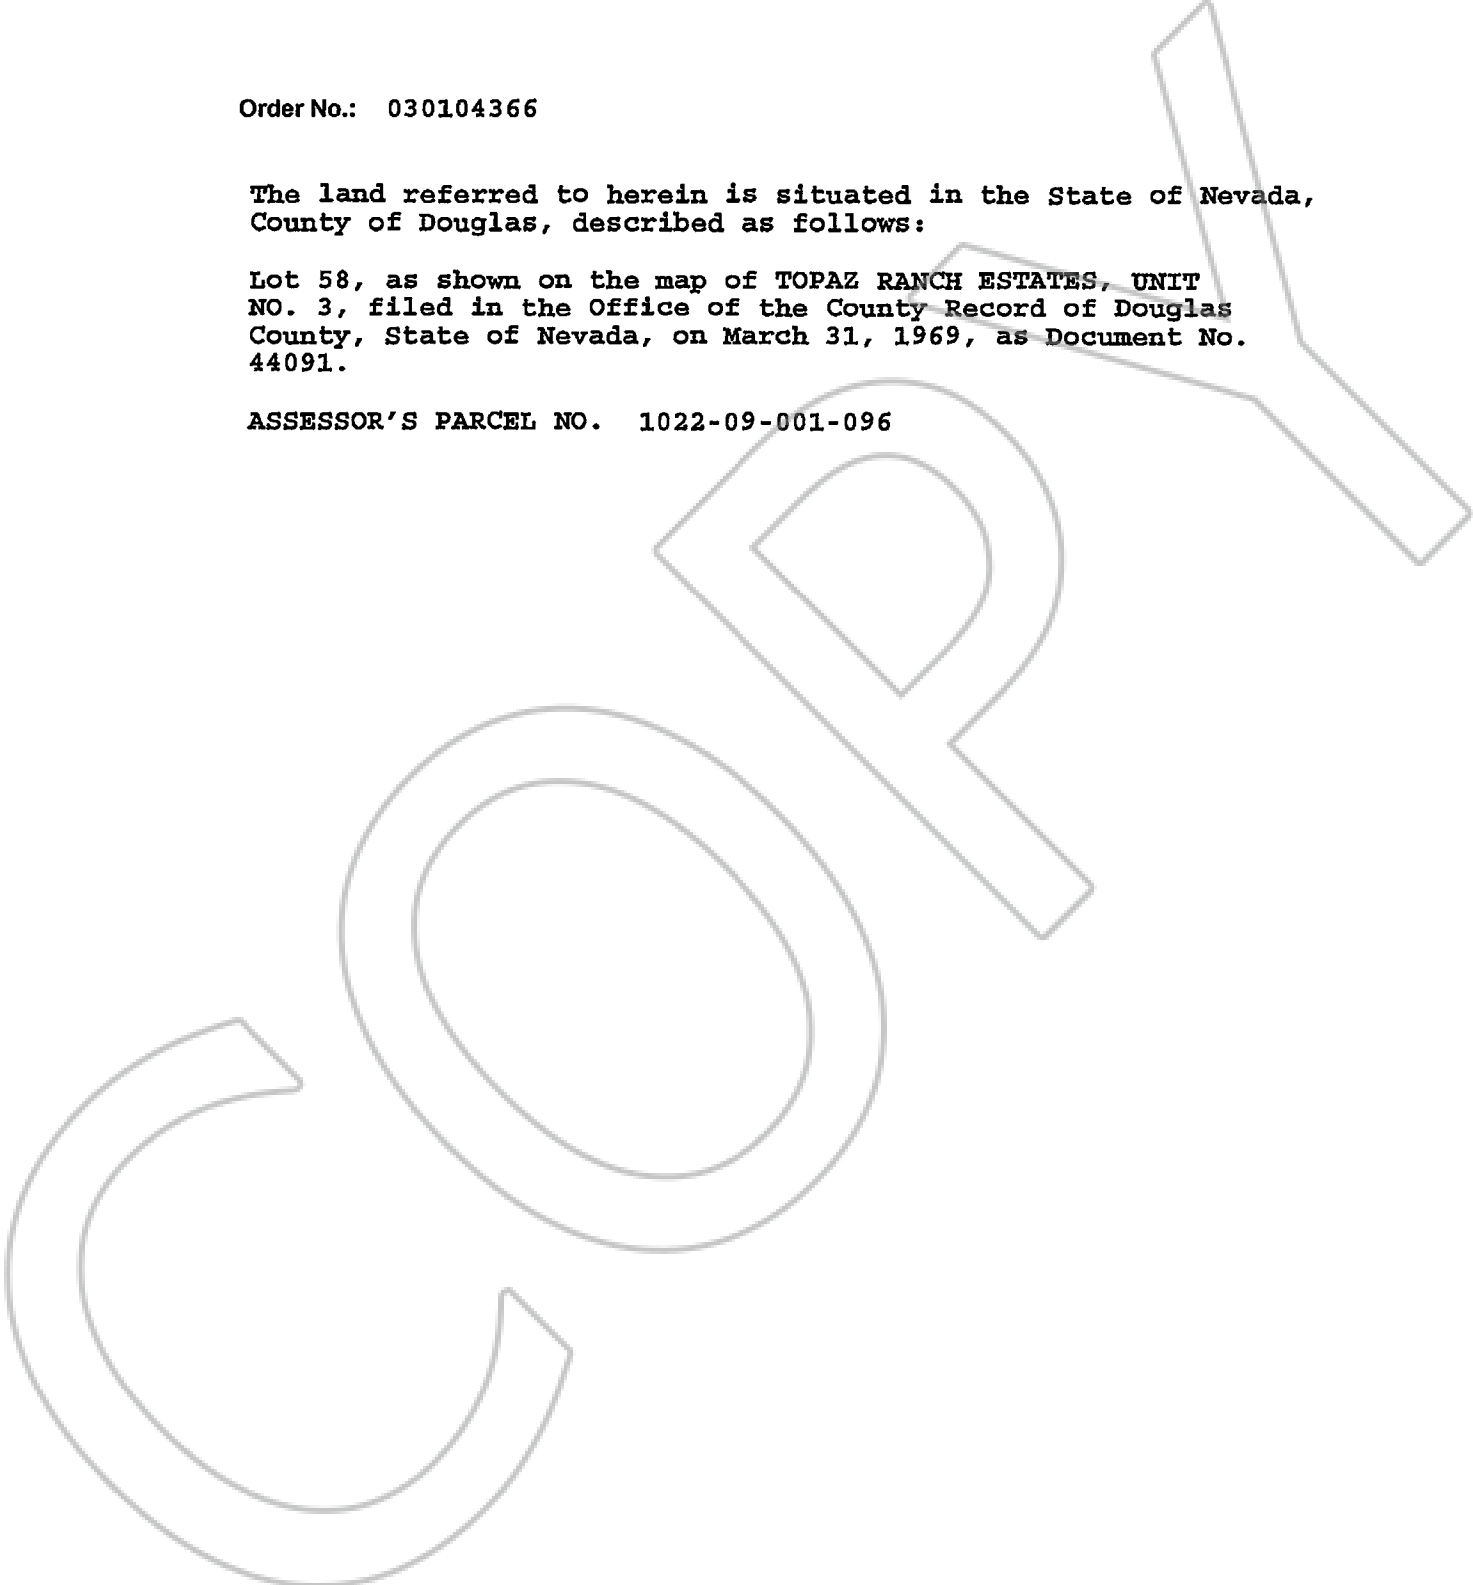 Order No.: 030104366
The land referred to herein is situated in the State of Nevada,
County of Douglas, described as follows:
Lot 58, as shown on the map of TOPAZ RANCH ESTATES, UNIT
NO. 3, filed in the Office of the County Record of Douglas
County, State of Nevada, on March 31, 1969, as Document No.
44091.
ASSESSOR'S PARCEL NO. 1022-09-001-096
COPY